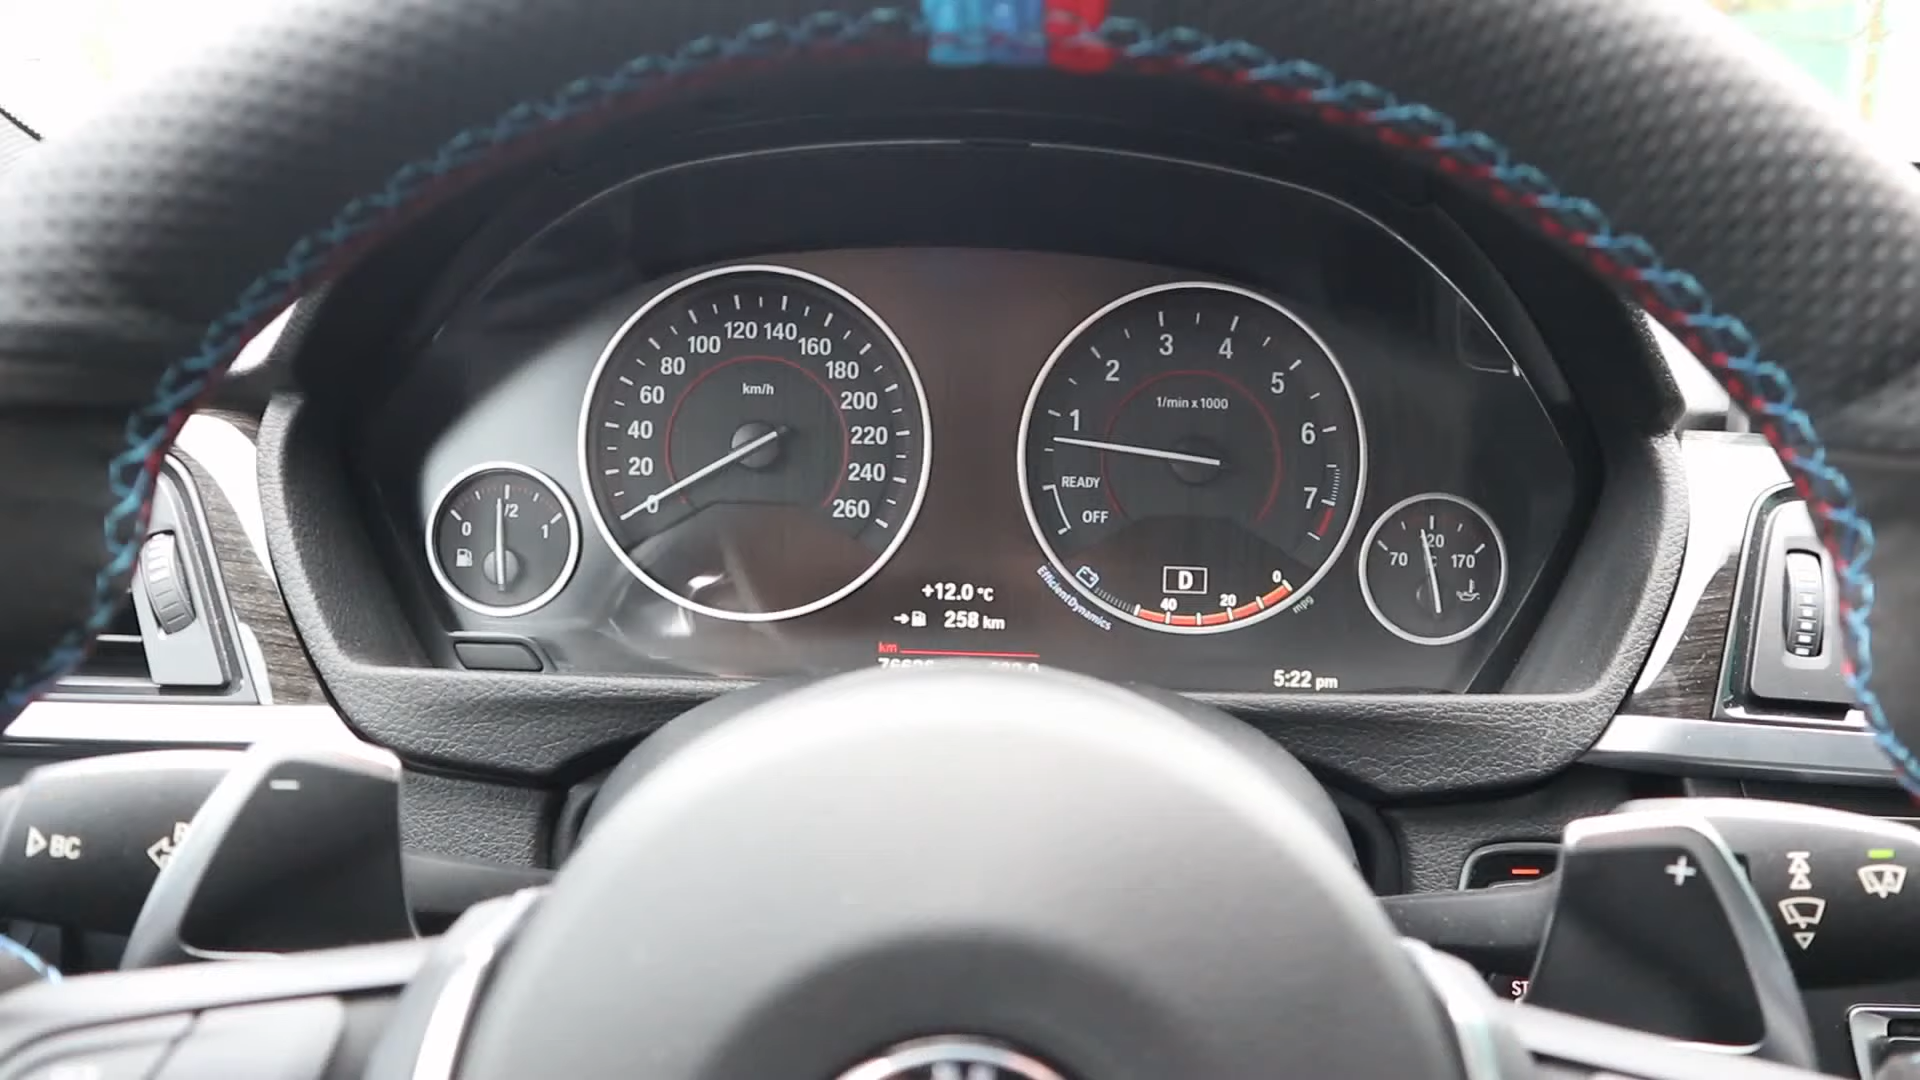 0
20
40
60
80
100
120
140
160
180
200
220
240
260
km/h
0
1/2
1
1
2
3
4
5
6
7
1/min x 1000
READY
OFF
D
40
20
0
mpg
EfficientDynamics
70
120
°C
170
+12.0 °C
258 km
km
5:22 pm
−
BC
+